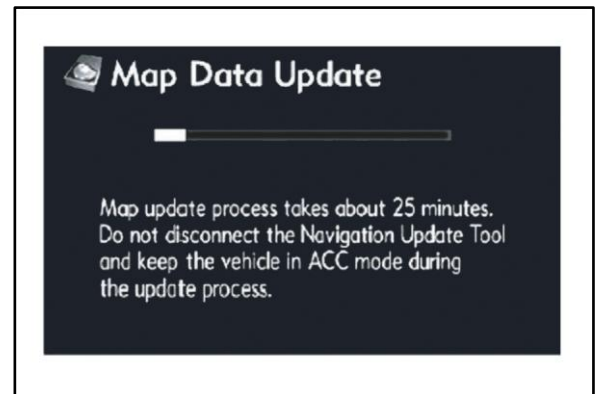 Map Data Update
Map update process takes about 25 minutes.
Do not disconnect the Navigation Update Tool
and keep the vehicle in ACC mode during
the update process.